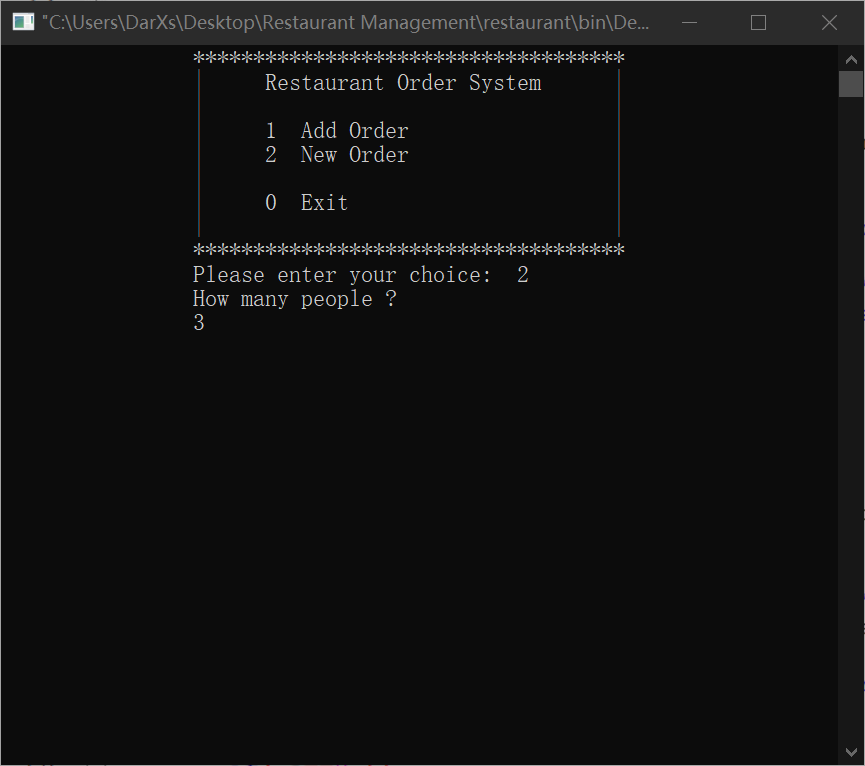 "C:\Users\DarXs\Desktop\Restaurant Management\restaurant\bin\De...
************************************
Restaurant Order System
1 Add Order
2 New Order
0 Exit
************************************
Please enter your choice: 2
How many people ?
3